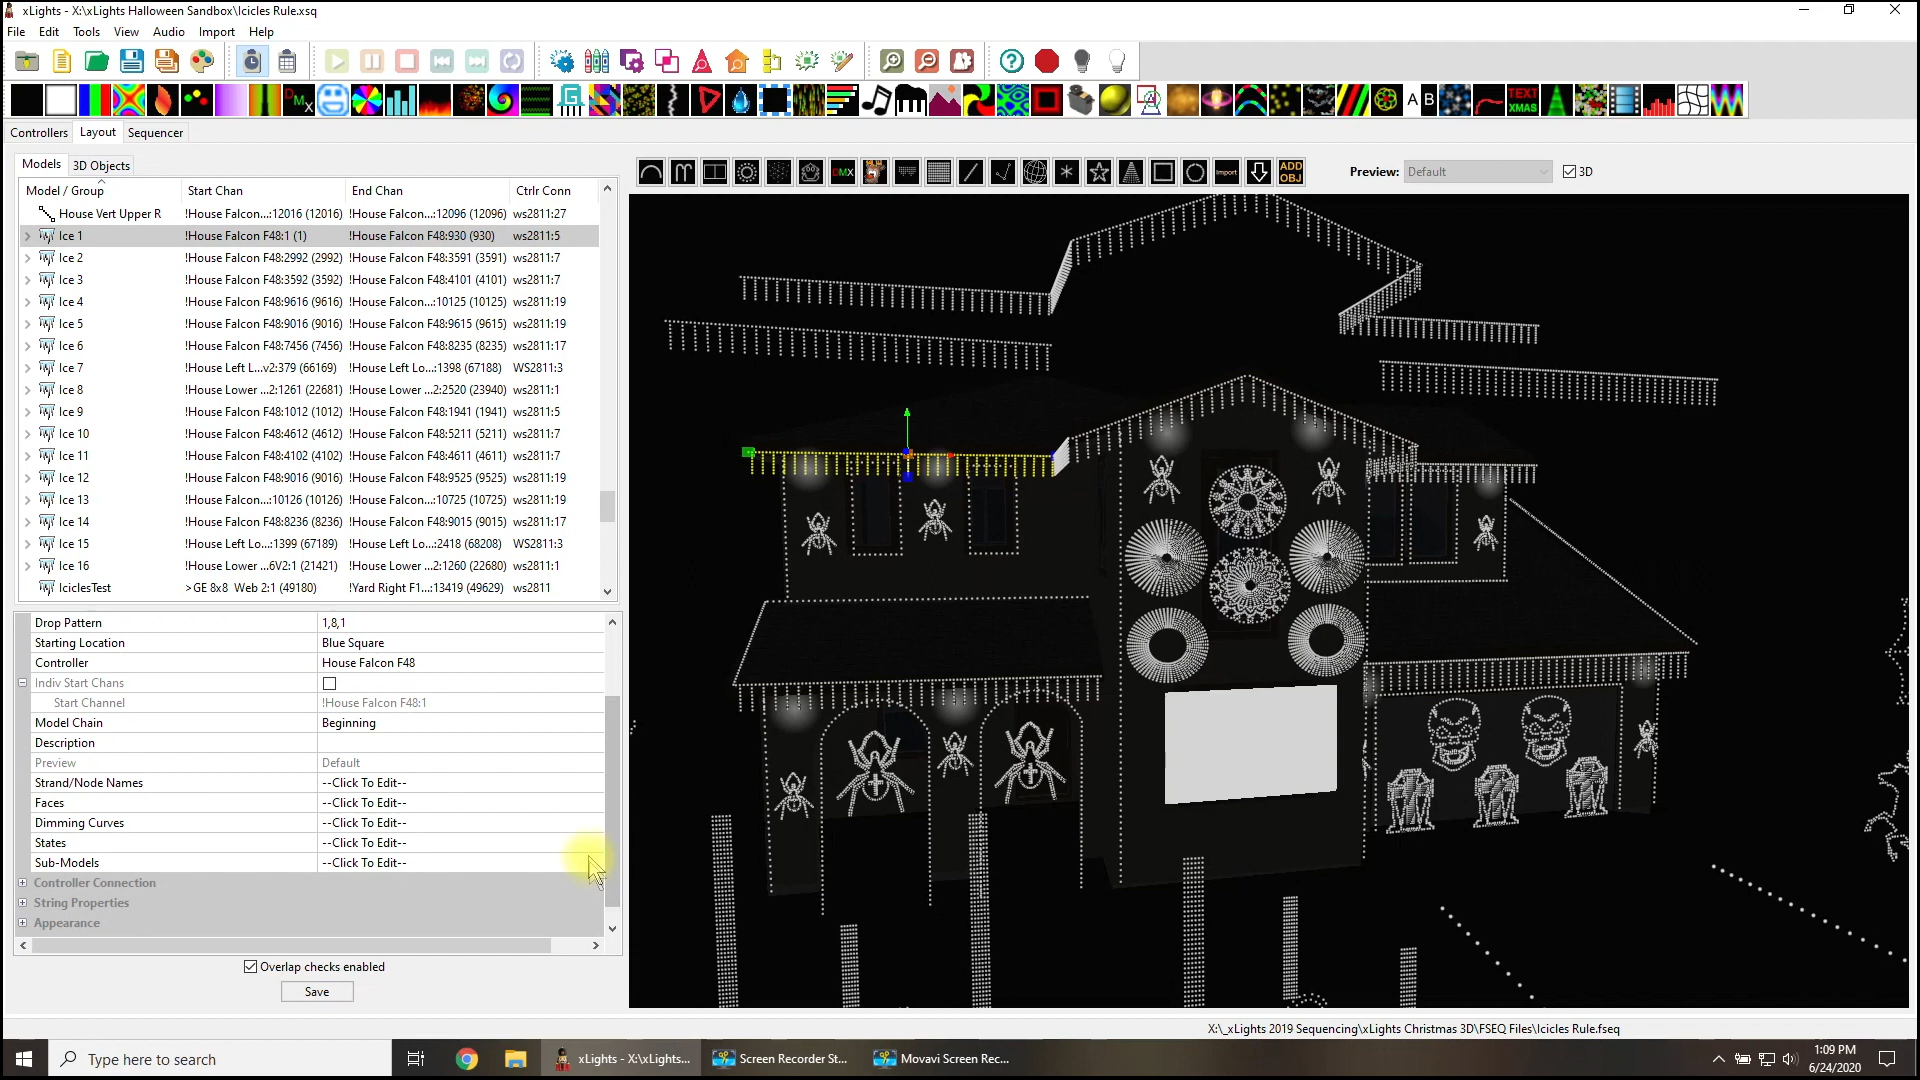 xLights - X:\xLights Halloween Sandbox\Icicles Rule.xsq
File Edit Tools View Audio Import Help
DMX A B TEXT XMAS
Controllers Layout Sequencer
Models 3D Objects
DMX Import ADD OBJ Preview: Default 3D
Model / Group Start Chan End Chan Ctrlr Conn
House Vert Upper R !House Falcon...:12016 (12016) !House Falcon...:12096 (12096) ws2811:27
Ice 1 !House Falcon F48:1 (1) !House Falcon F48:930 (930) ws2811:5
Ice 2 !House Falcon F48:2992 (2992) !House Falcon F48:3591 (3591) ws2811:7
Ice 3 !House Falcon F48:3592 (3592) !House Falcon F48:4101 (4101) ws2811:7
Ice 4 !House Falcon F48:9616 (9616) !House Falcon...:10125 (10125) ws2811:19
Ice 5 !House Falcon F48:9016 (9016) !House Falcon F48:9615 (9615) ws2811:19
Ice 6 !House Falcon F48:7456 (7456) !House Falcon F48:8235 (8235) ws2811:17
Ice 7 !House Left L...v2:379 (66169) !House Left Lo...:1398 (67188) WS2811:3
Ice 8 !House Lower ...2:1261 (22681) !House Lower ...2:2520 (23940) ws2811:1
Ice 9 !House Falcon F48:1012 (1012) !House Falcon F48:1941 (1941) ws2811:5
Ice 10 !House Falcon F48:4612 (4612) !House Falcon F48:5211 (5211) ws2811:7
Ice 11 !House Falcon F48:4102 (4102) !House Falcon F48:4611 (4611) ws2811:7
Ice 12 !House Falcon F48:9016 (9016) !House Falcon F48:9525 (9525) ws2811:19
Ice 13 !House Falcon...:10126 (10126) !House Falcon...:10725 (10725) ws2811:19
Ice 14 !House Falcon F48:8236 (8236) !House Falcon F48:9015 (9015) ws2811:17
Ice 15 !House Left Lo...:1399 (67189) !House Left Lo...:2418 (68208) WS2811:3
Ice 16 !House Lower ...6V2:1 (21421) !House Lower ...2:1260 (22680) ws2811:1
IciclesTest >GE 8x8 Web 2:1 (49180) !Yard Right F1...:13419 (49629) ws2811
Drop Pattern 1,8,1
Starting Location Blue Square
Controller House Falcon F48
Indiv Start Chans
Start Channel !House Falcon F48:1
Model Chain Beginning
Description
Preview Default
Strand/Node Names --Click To Edit--
Faces --Click To Edit--
Dimming Curves --Click To Edit--
States --Click To Edit--
Sub-Models --Click To Edit--
Controller Connection
String Properties
Appearance
Overlap checks enabled
Save
X:\_xLights 2019 Sequencing\xLights Christmas 3D\FSEQ Files\Icicles Rule.fseq
Type here to search xLights - X:\xLights... Screen Recorder St... Movavi Screen Rec... 1:09 PM
6/24/2020